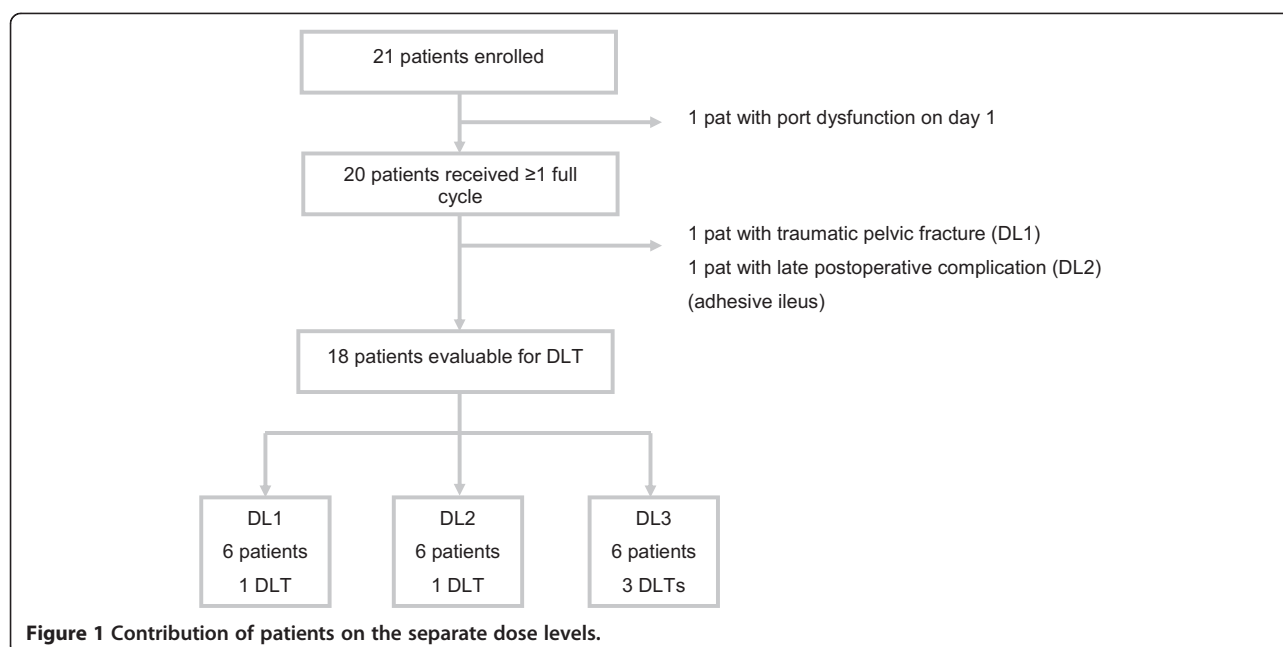 21 patients enrolled
1 pat with port dysfunction on day 1
20 patients received ≥1 full
cycle
1 pat with traumatic pelvic fracture (DL1)
1 pat with late postoperative complication (DL2)
(adhesive ileus)
18 patients evaluable for DLT
DL1
6 patients
1 DLT
DL2
6 patients
1 DLT
DL3
6 patients
3 DLTs
Figure 1 Contribution of patients on the separate dose levels.